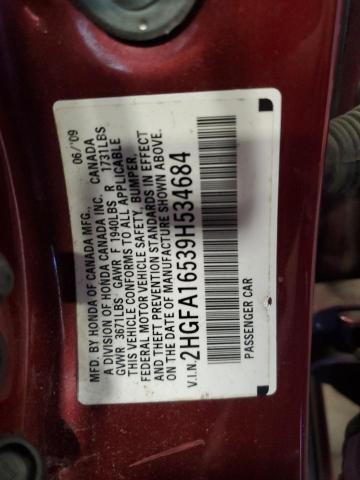 MFD. BY HONDA OF CANADA MFG., 06/'09
A DIVISION OF HONDA CANADA INC. CANADA
GVWR 3671LBS GAWR F 1940LBS R 1731LBS
THIS VEHICLE CONFORMS TO ALL APPLICABLE
FEDERAL MOTOR VEHICLE SAFETY, BUMPER,
AND THEFT PREVENTION STANDARDS IN EFFECT
ON THE DATE OF MANUFACTURE SHOWN ABOVE.
V.I.N. 2HGFA16539H534684
PASSENGER CAR